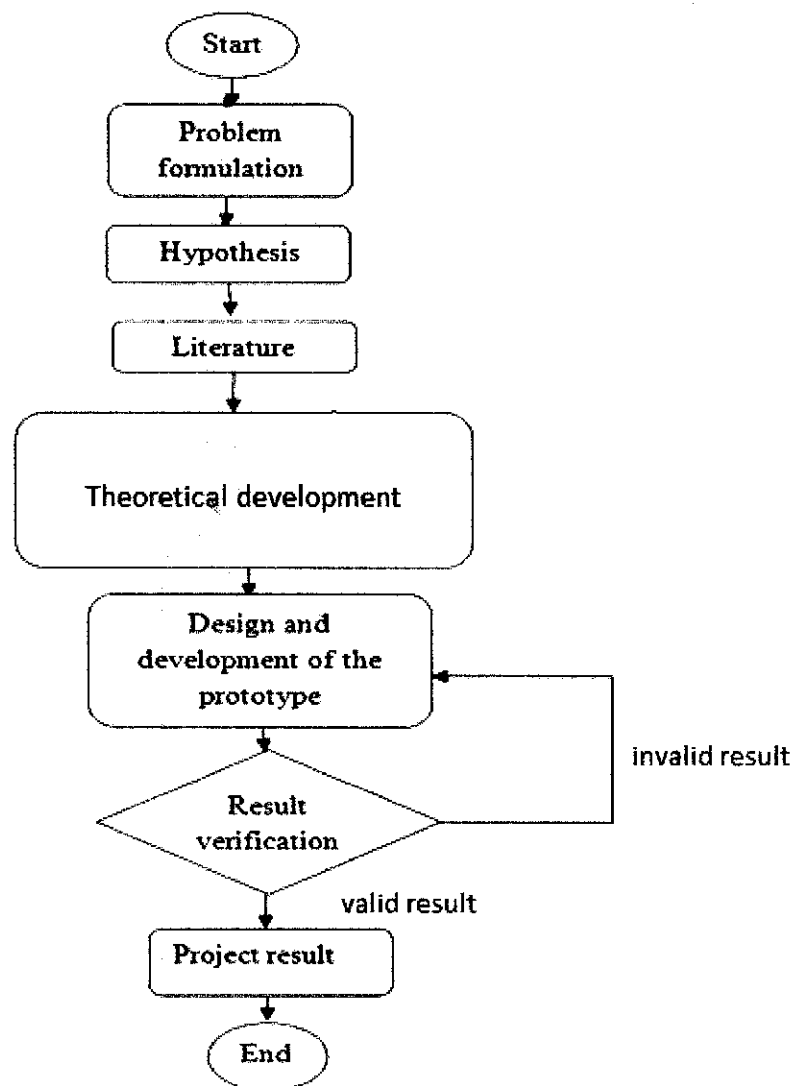 Start
Problem
formulation
Hypothesis
Literature
Theoretical development
Design and
development of the
prototype
invalid result
Result
verification
valid result
Project result
End